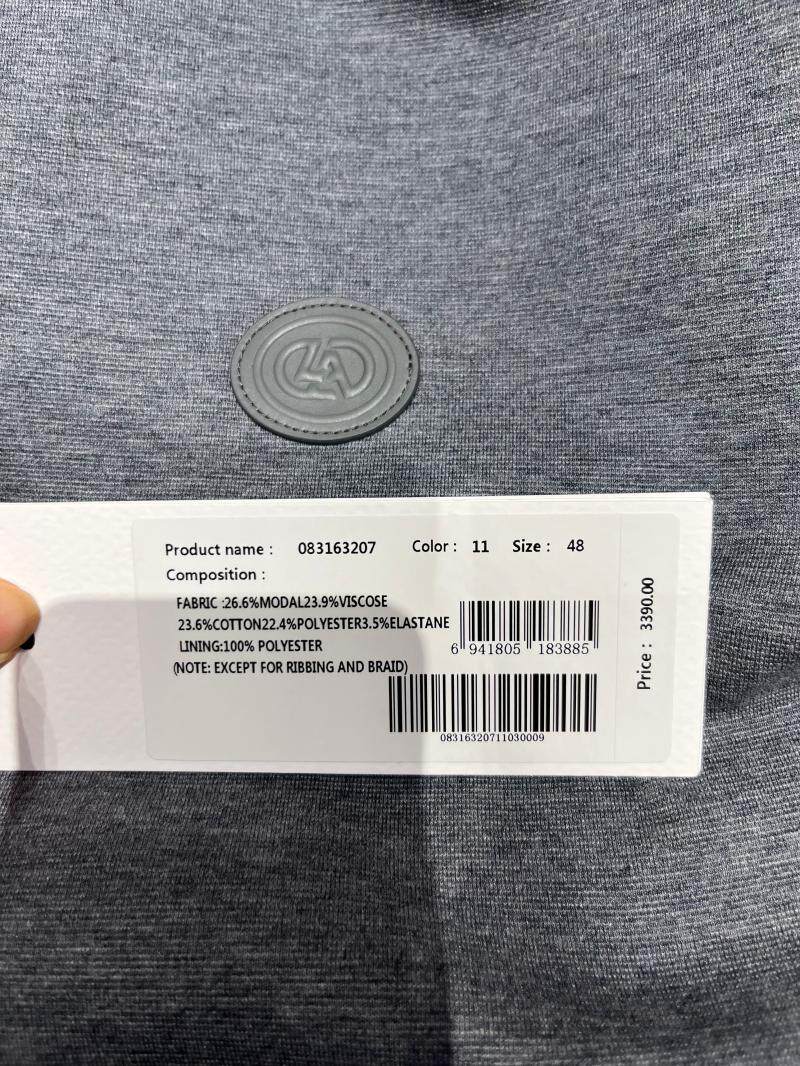 Product name : 083163207 Color : 11 Size : 48
Composition :
FABRIC :26.6%MODAL23.9%VISCOSE
23.6%COTTON22.4%POLYESTER3.5%ELASTANE
LINING:100% POLYESTER
(NOTE: EXCEPT FOR RIBBING AND BRAID)
6 941805 183885
08316320711030009
Price : 3390.00